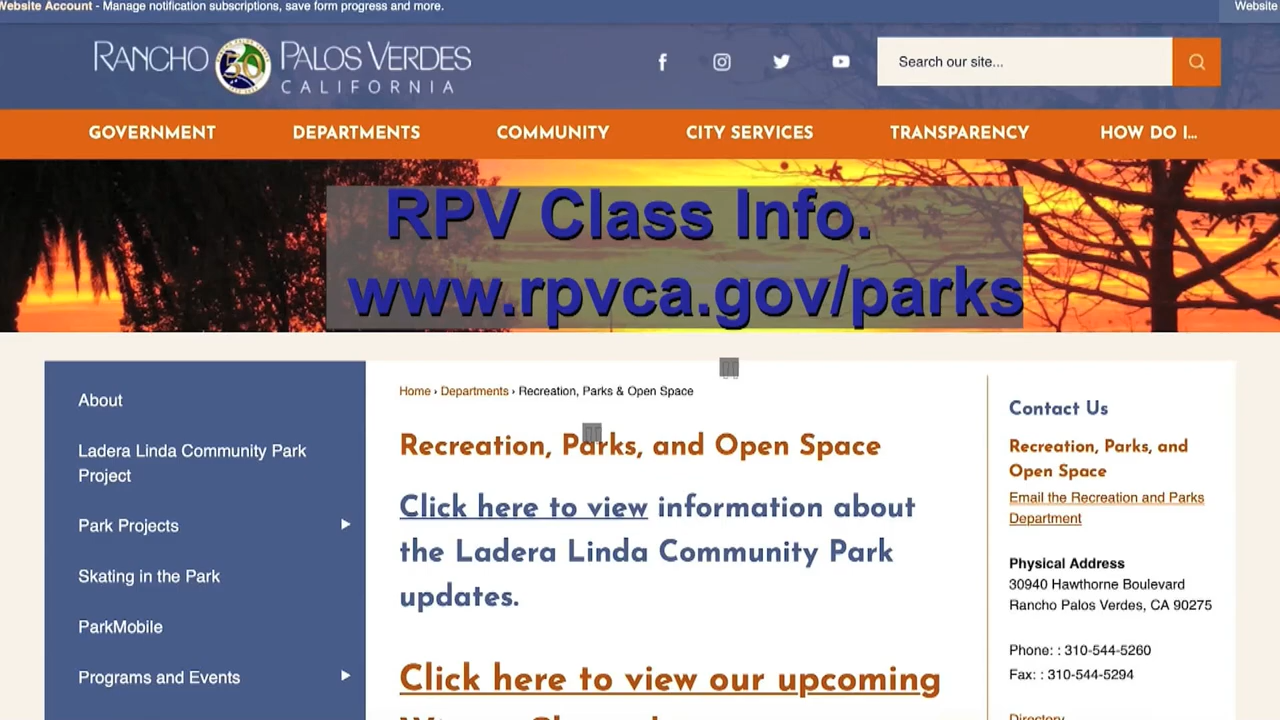 Website Account - Manage notification subscriptions, save form progress and more.
Website
RANCHO 50 PALOS VERDES
CALIFORNIA
Search our site...
GOVERNMENT DEPARTMENTS COMMUNITY CITY SERVICES TRANSPARENCY HOW DO I...
RPV Class Info.
www.rpvca.gov/parks
About
Ladera Linda Community Park
Project
Park Projects
Skating in the Park
ParkMobile
Programs and Events
Home › Departments › Recreation, Parks & Open Space
Recreation, Parks, and Open Space
Click here to view information about
the Ladera Linda Community Park
updates.
Click here to view our upcoming
Contact Us
Recreation, Parks, and
Open Space
Email the Recreation and Parks
Department
Physical Address
30940 Hawthorne Boulevard
Rancho Palos Verdes, CA 90275
Phone: : 310-544-5260
Fax: : 310-544-5294
Directory